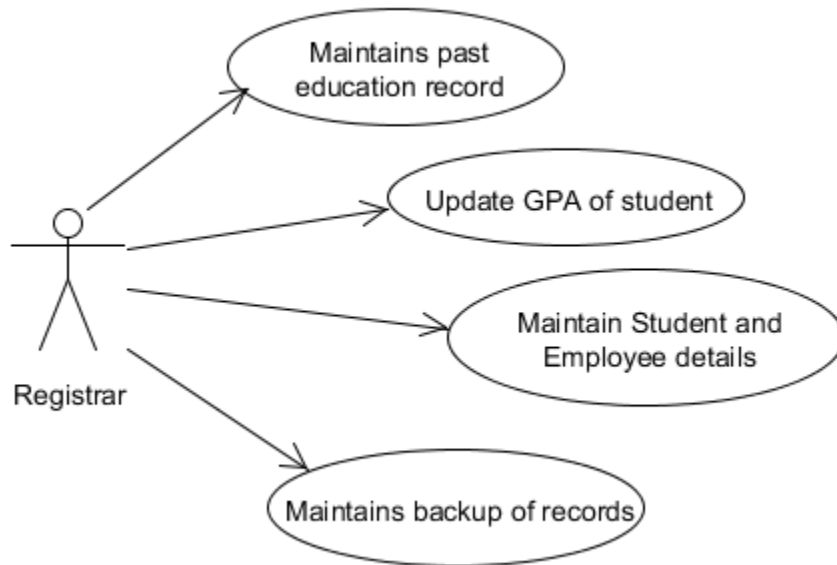 Maintains past
education record
Update GPA of student
Maintain Student and
Employee details
Registrar
Maintains backup of records